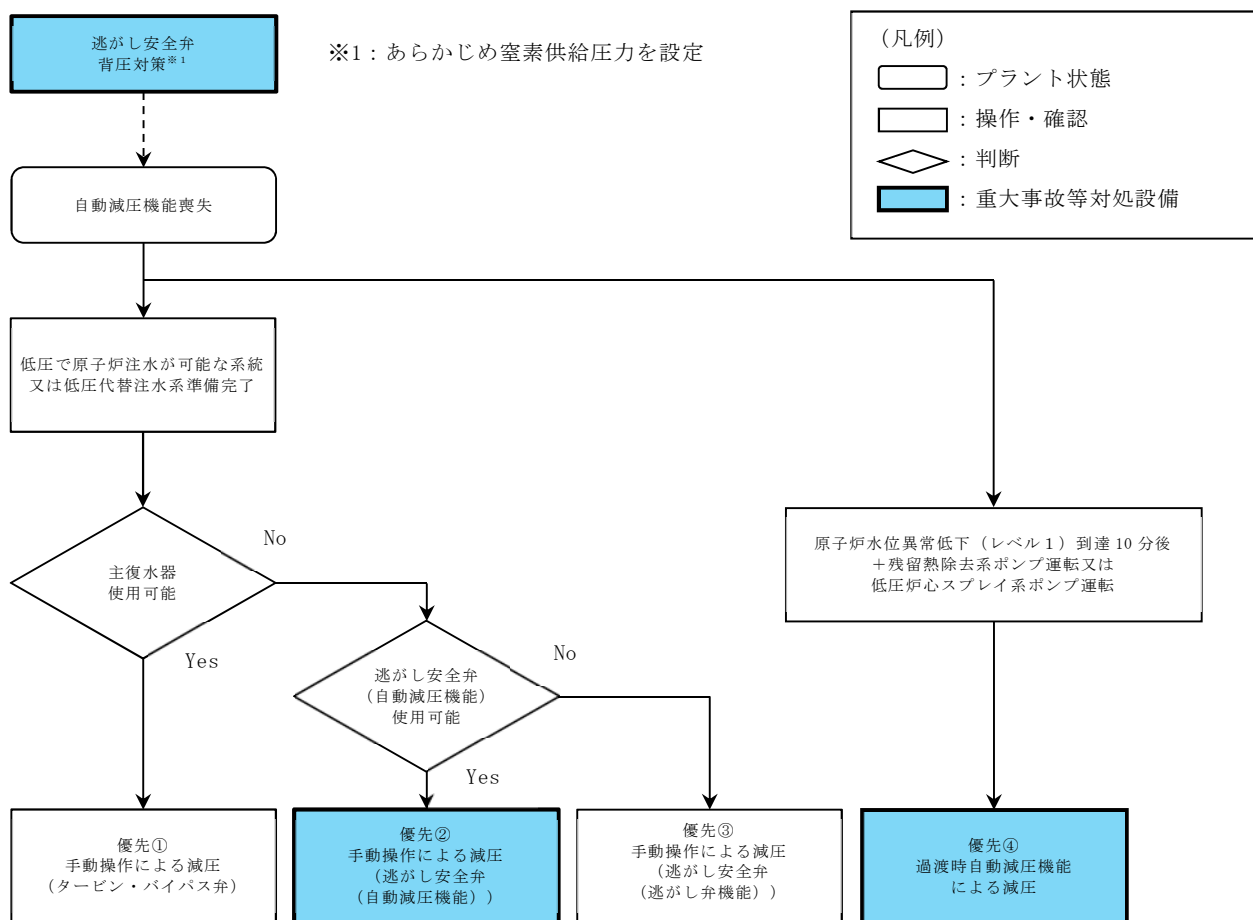 逃がし安全弁
背圧対策※1
※1：あらかじめ窒素供給圧力を設定
（凡例）
：プラント状態
：操作・確認
：判断
：重大事故等対処設備
自動減圧機能喪失
低圧で原子炉注水が可能な系統
又は低圧代替注水系準備完了
主復水器
使用可能
No
Yes
逃がし安全弁
（自動減圧機能）
使用可能
No
Yes
原子炉水位異常低下（レベル１）到達 10 分後
＋残留熱除去系ポンプ運転又は
低圧炉心スプレイ系ポンプ運転
優先①
手動操作による減圧
（タービン・バイパス弁）
優先②
手動操作による減圧
（逃がし安全弁
（自動減圧機能））
優先③
手動操作による減圧
（逃がし安全弁
（逃がし弁機能））
優先④
過渡時自動減圧機能
による減圧